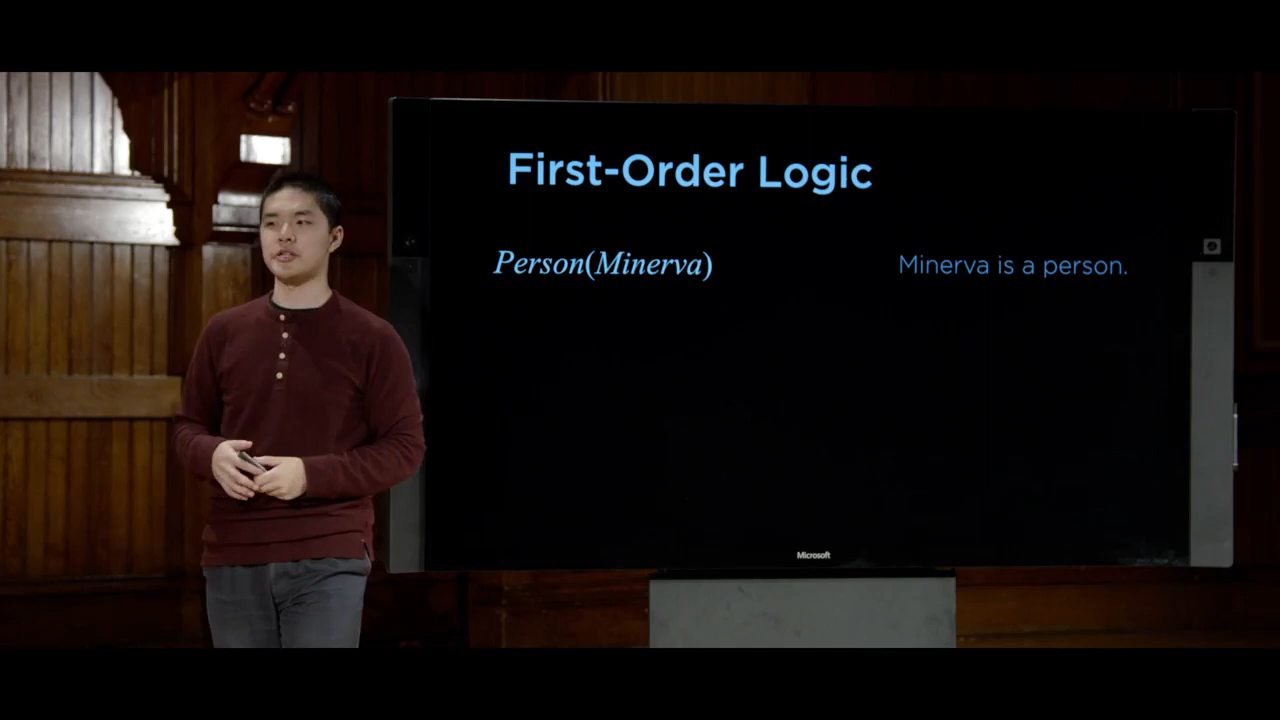 First-Order Logic
Person(Minerva)
Minerva is a person.
Microsoft